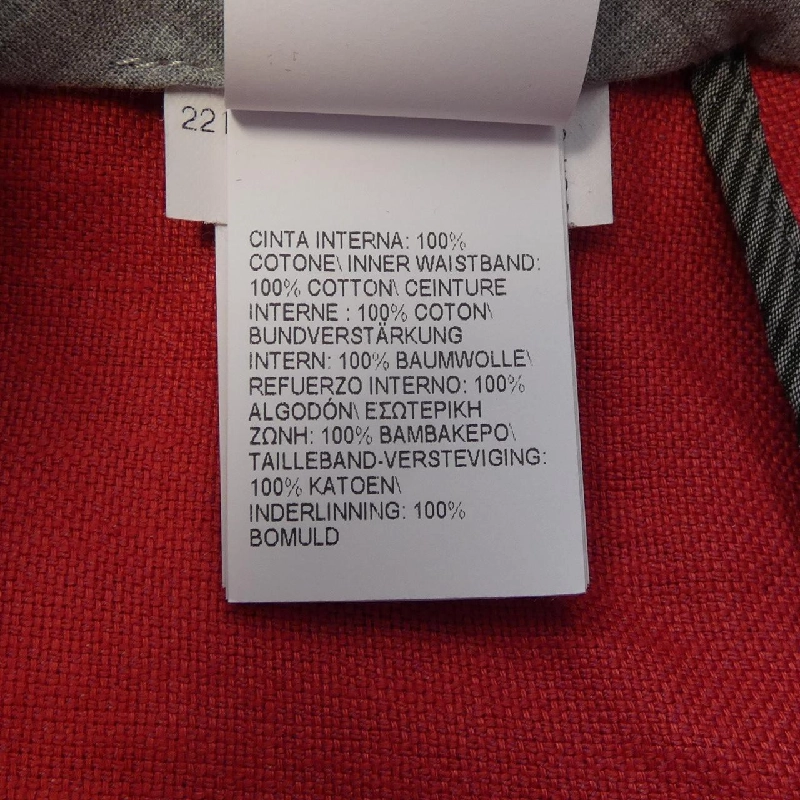 221
CINTA INTERNA: 100%
COTONE\ INNER WAISTBAND:
100% COTTON\ CEINTURE
INTERNE : 100% COTON\
BUNDVERSTÄRKUNG
INTERN: 100% BAUMWOLLE\
REFUERZO INTERNO: 100%
ALGODÓN\ ΕΣΩΤΕΡΙΚΗ
ΖΩΝΗ: 100% ΒΑΜΒΑΚΕΡΟ\
TAILLEBAND-VERSTEVIGING:
100% KATOEN\
INDERLINNING: 100%
BOMULD